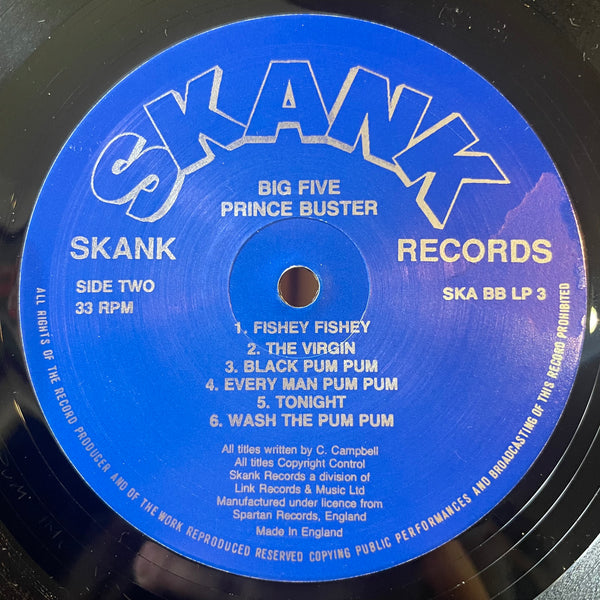 SKANK
BIG FIVE
PRINCE BUSTER
SKANK RECORDS
SIDE TWO
33 RPM
SKA BB LP 3
1. FISHEY FISHEY
2. THE VIRGIN
3. BLACK PUM PUM
4. EVERY MAN PUM PUM
5. TONIGHT
6. WASH THE PUM PUM
All titles written by C. Campbell
All titles Copyright Control
Skank Records a division of
Link Records & Music Ltd
Manufactured under licence from
Spartan Records, England
Made In England
ALL RIGHTS OF THE RECORD PRODUCER AND OF THE WORK REPRODUCED RESERVED COPYING PUBLIC PERFORMANCES AND BROADCASTING OF THIS RECORD PROHIBITED